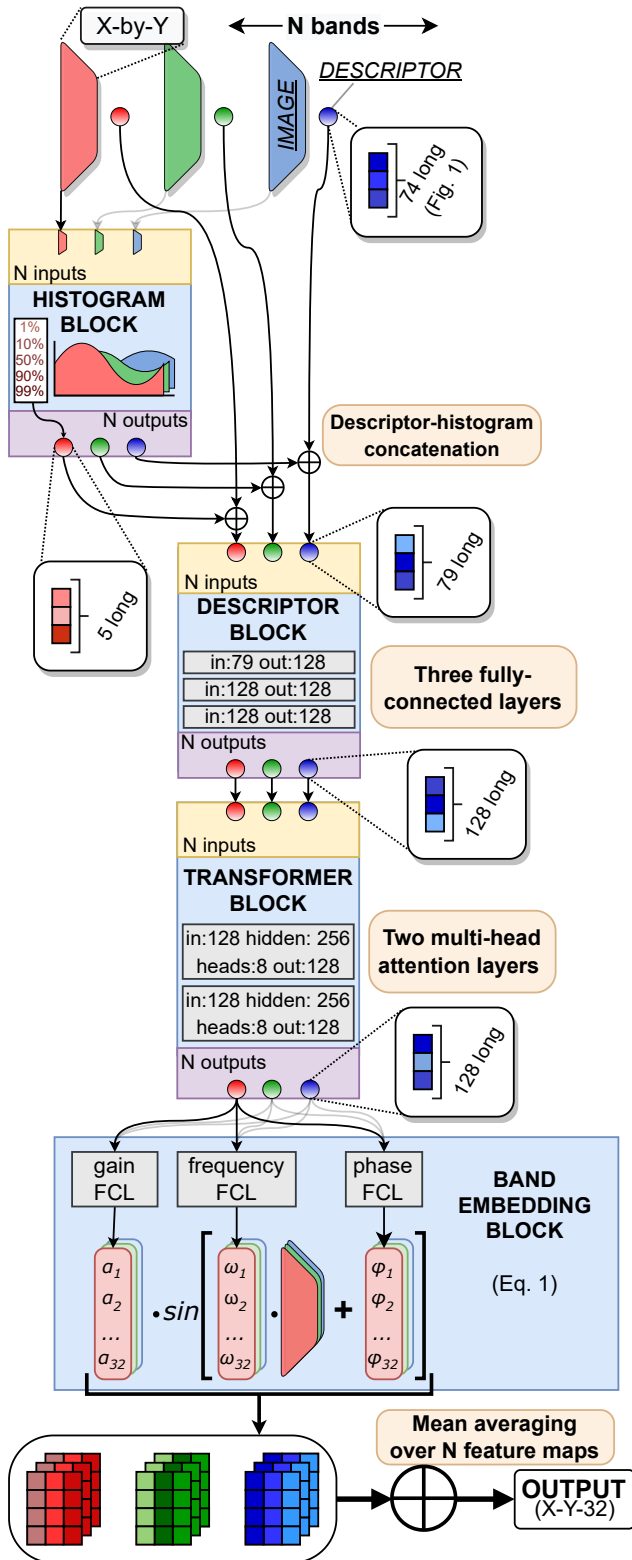 X-by-Y
N bands
DESCRIPTOR
IMAGE
74 long
(Fig. 1)
N inputs
HISTOGRAM
BLOCK
1%
10%
50%
90%
99%
N outputs
Descriptor-histogram
concatenation
5 long
79 long
N inputs
DESCRIPTOR
BLOCK
in:79 out:128
in:128 out:128
in:128 out:128
Three fully-
connected layers
N outputs
128 long
N inputs
TRANSFORMER
BLOCK
in:128 hidden: 256
heads:8 out:128
in:128 hidden: 256
heads:8 out:128
Two multi-head
attention layers
N outputs
128 long
gain
FCL
frequency
FCL
phase
FCL
BAND
EMBEDDING
BLOCK
(Eq. 1)
a1
a2
...
a32
· sin
ω1
ω2
...
ω32
·
+
φ1
φ2
...
φ32
Mean averaging
over N feature maps
OUTPUT
(X-Y-32)